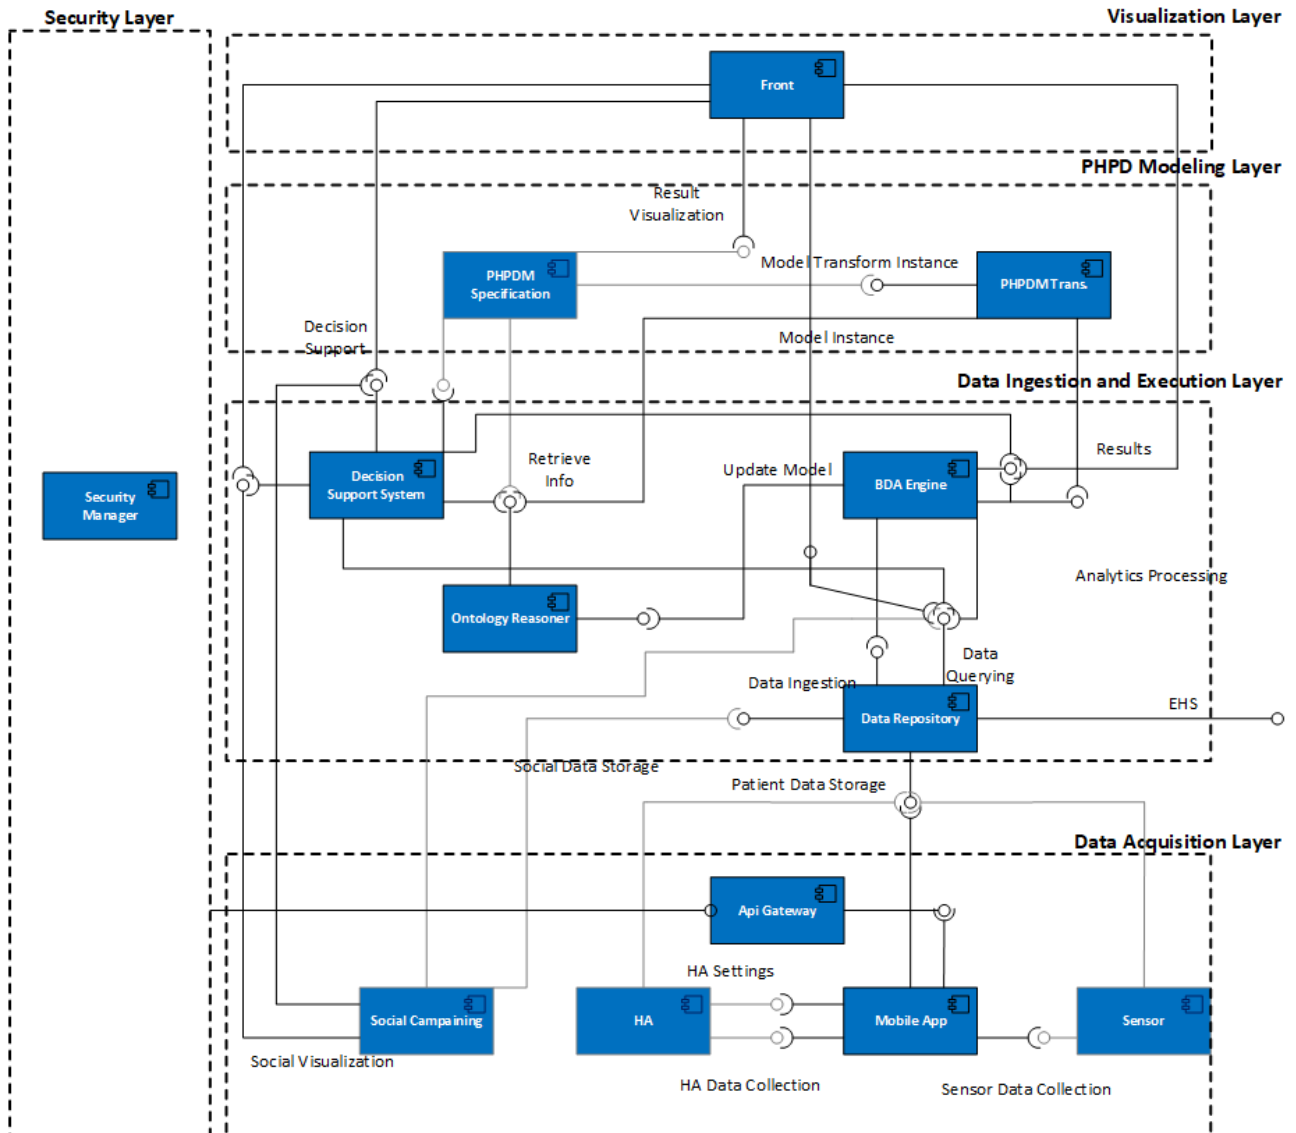 Security Layer
Visualization Layer
Front
PHPD Modeling Layer
Result
Visualization
PHPDM
Specification
Model Transform Instance
PHPDM Trans.
Decision
Support
Model Instance
Data Ingestion and Execution Layer
Security
Manager
Decision
Support System
Retrieve
Info
Update Model
BDA Engine
Results
Ontology Reasoner
Analytics Processing
Data
Querying
Data Ingestion
Data Repository
EHS
Social Data Storage
Patient Data Storage
Data Acquisition Layer
Api Gateway
HA Settings
Social Campaining
HA
Mobile App
Sensor
Social Visualization
HA Data Collection
Sensor Data Collection